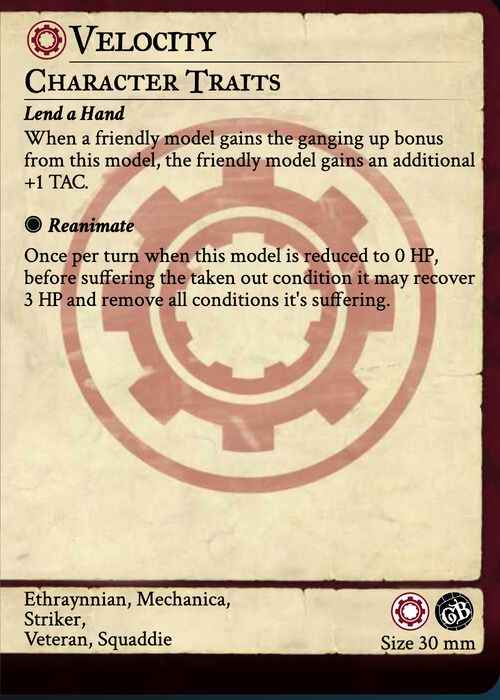 Velocity
Character Traits
Lend a Hand
When a friendly model gains the ganging up bonus
from this model, the friendly model gains an additional
+1 TAC.
Reanimate
Once per turn when this model is reduced to 0 HP,
before suffering the taken out condition it may recover
3 HP and remove all conditions it's suffering.
Ethraynnian, Mechanica,
Striker,
Veteran, Squaddie
GB
Size 30 mm